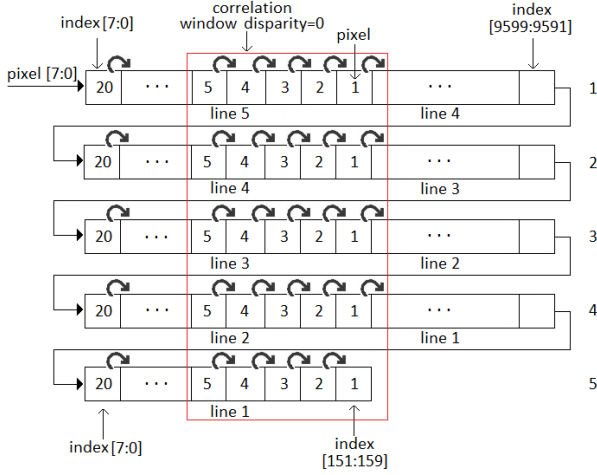 correlation
window disparity=0
index[7:0]
index
[9599:9591]
pixel
pixel [7:0]
20 · · · 5 4 3 2 1 · · · 1
line 5 line 4
20 · · · 5 4 3 2 1 2
line 4 line 3
20 · · · 5 4 3 2 1 3
line 3 line 2
20 · · · 5 4 3 2 1 · · · 4
line 2 line 1
20 · · · 5 4 3 2 1 5
line 1
index[7:0]
index
[151:159]